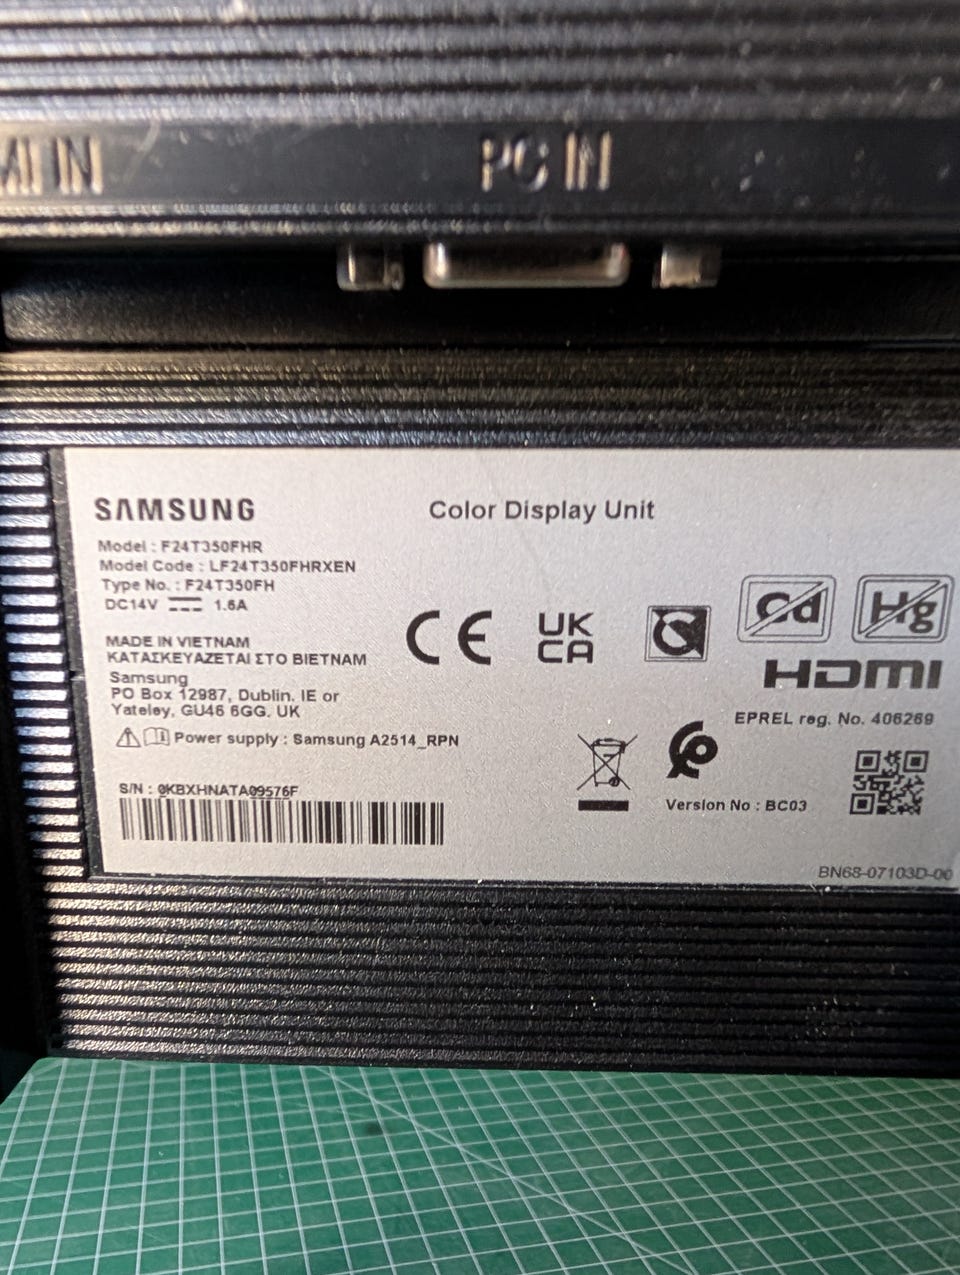 PC IN
SAMSUNG
Color Display Unit
Model : F24T350FHR
Model Code : LF24T350FHRXEN
Type No. : F24T350FH
DC14V 1.6A
MADE IN VIETNAM
ΚΑΤΑΣΚΕΥΑΖΕΤΑΙ ΣΤΟ ΒΙΕΤΝΑΜ
Samsung
PO Box 12987, Dublin. IE or
Yateley, GU46 6GG. UK
Power supply : Samsung A2514_RPN
S/N : 0KBXHNATA09576F
CE
UK
CA
Cd
Hg
HDMI
EPREL reg. No. 406269
Version No : BC03
BN68-07103D-00